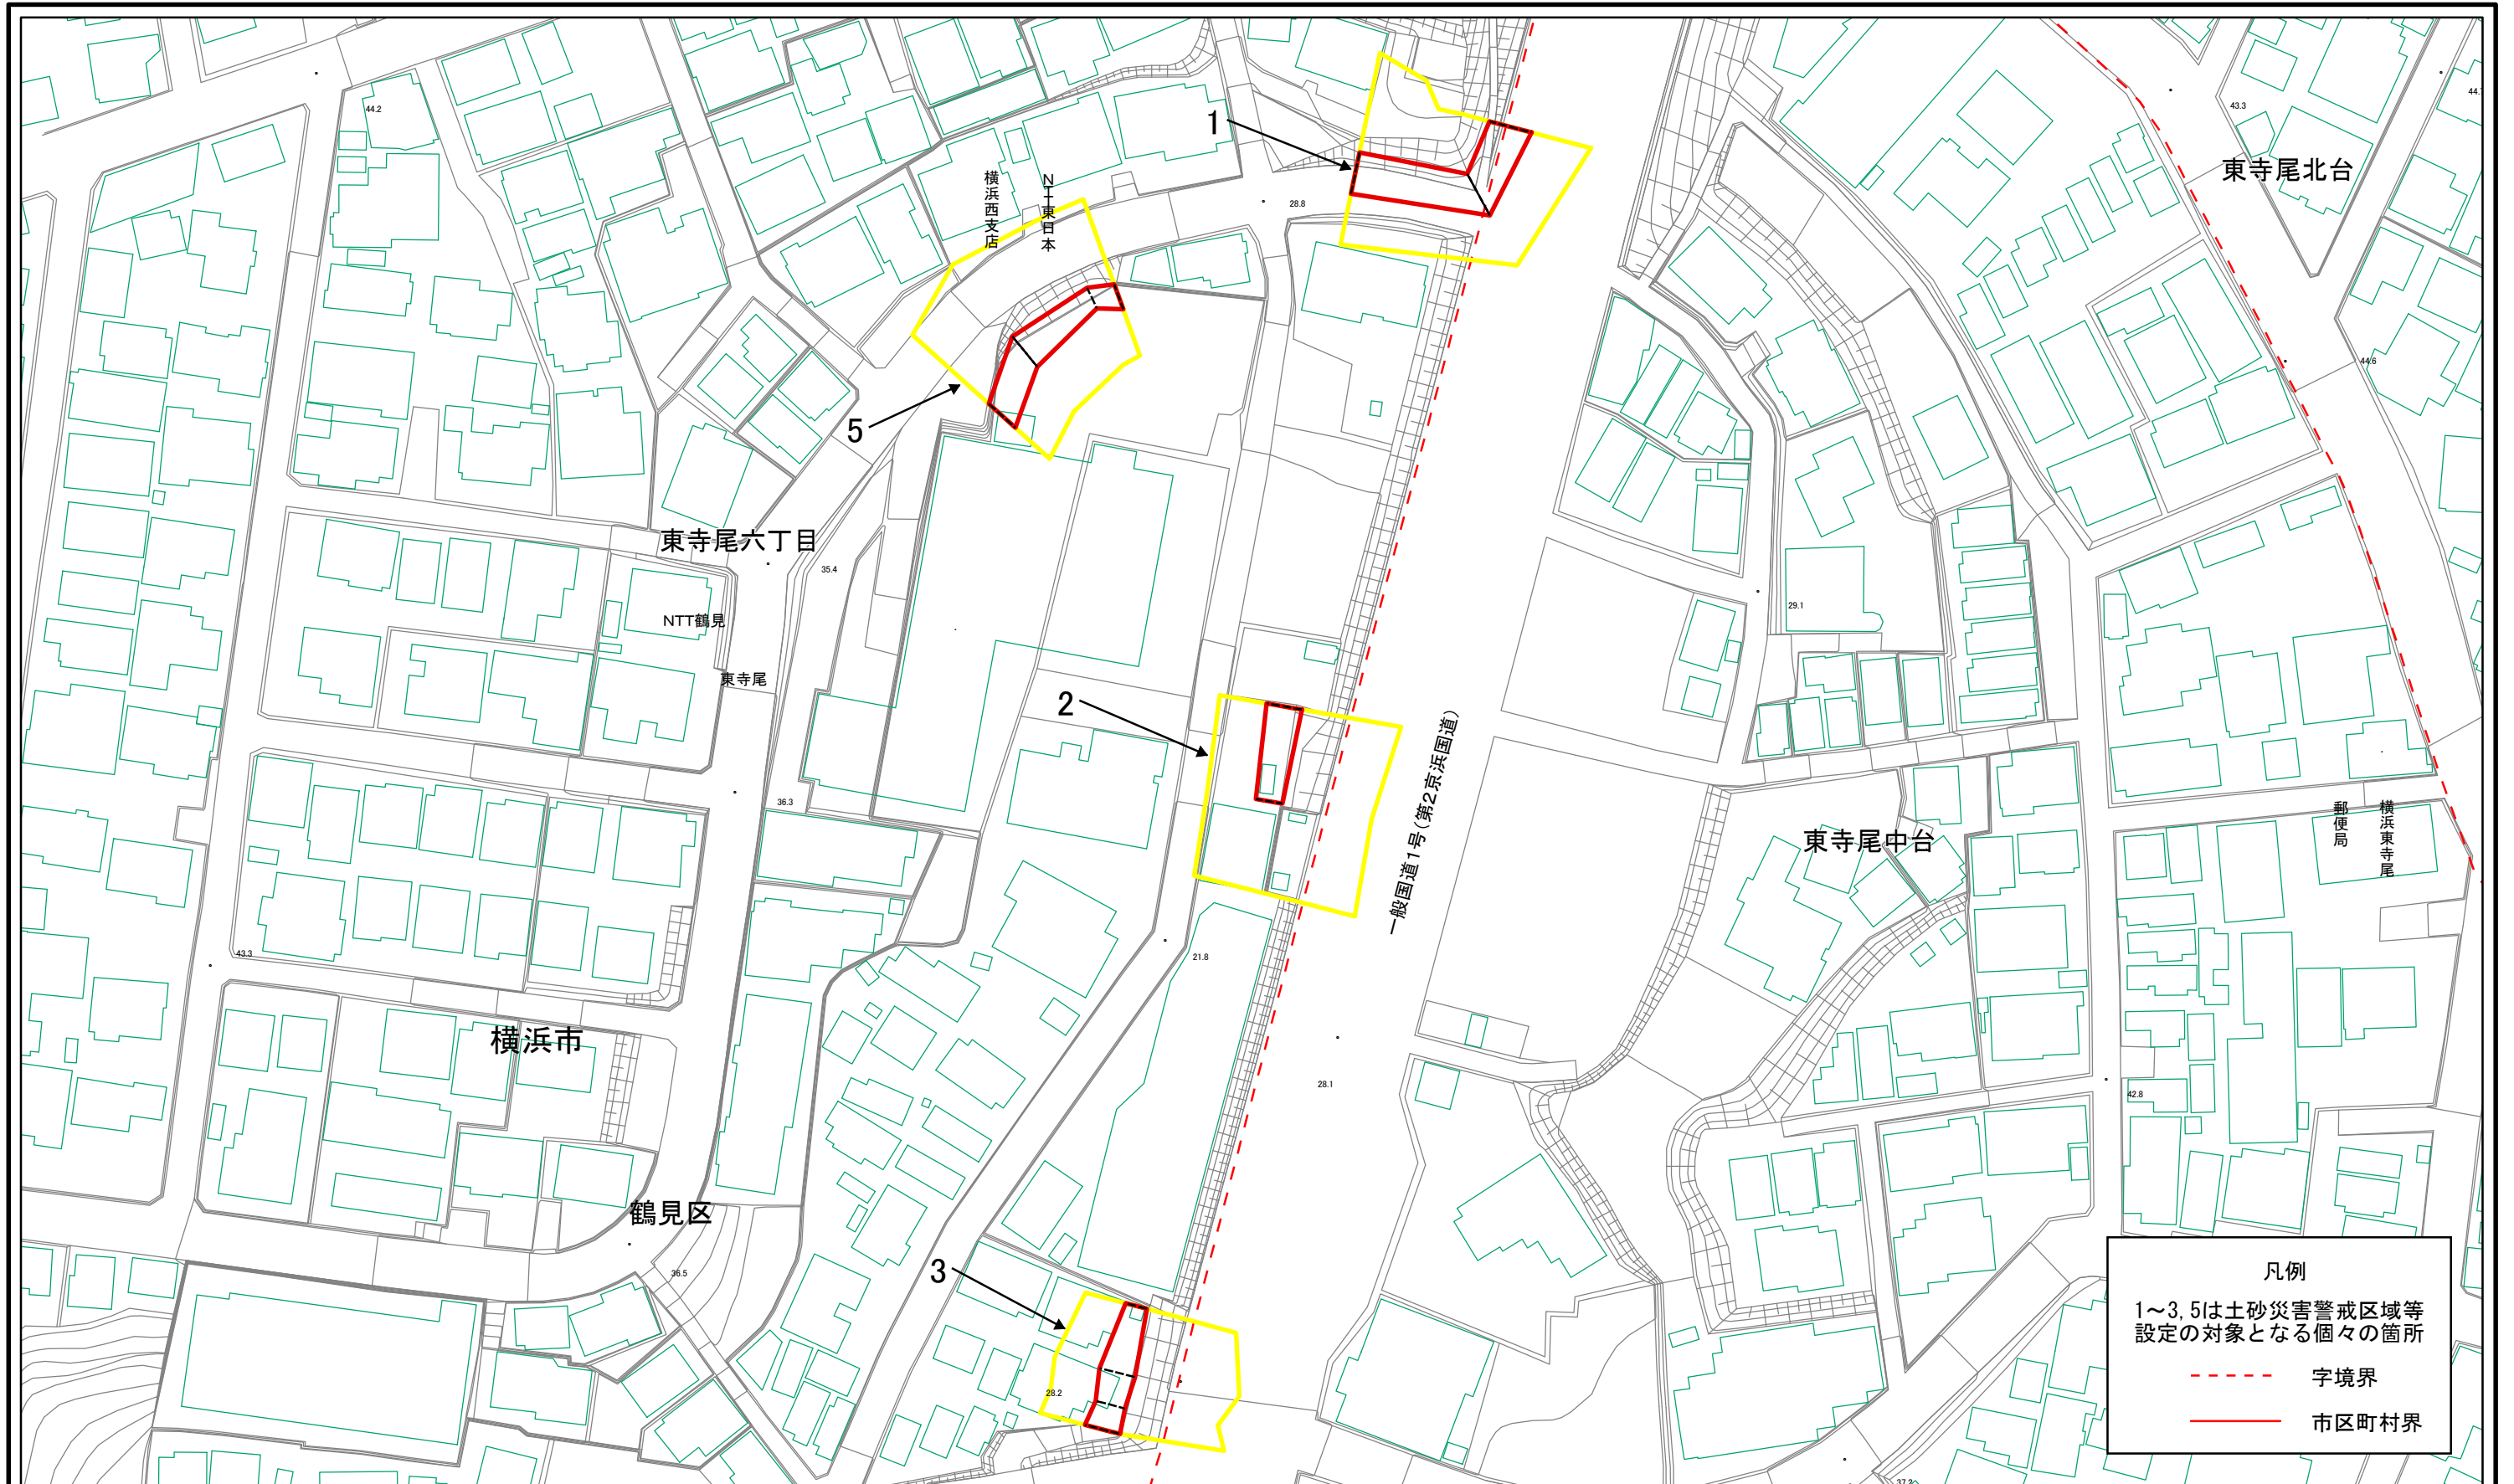 44.2
1
28.8
横浜西支店
NTT東日本
43.3
東寺尾北台
44.6
5
東寺尾六丁目
35.4
NTT鶴見
東寺尾
29.1
2
一般国道1号(第2京浜国道)
36.3
東寺尾中台
郵便局
横浜東寺尾
43.3
21.8
横浜市
28.1
42.8
鶴見区
36.5
3
28.2
凡例
1～3,5は土砂災害警戒区域等
設定の対象となる個々の箇所
字境界
市区町村界